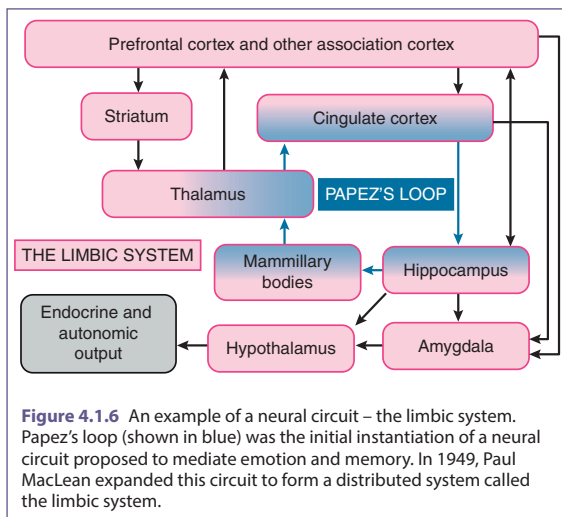 Prefrontal cortex and other association cortex
Striatum
Cingulate cortex
Thalamus
PAPEZ'S LOOP
THE LIMBIC SYSTEM
Mammillary
bodies
Hippocampus
Endocrine and
autonomic
output
Hypothalamus
Amygdala
Figure 4.1.6 An example of a neural circuit – the limbic system.
Papez's loop (shown in blue) was the initial instantiation of a neural
circuit proposed to mediate emotion and memory. In 1949, Paul
MacLean expanded this circuit to form a distributed system called
the limbic system.